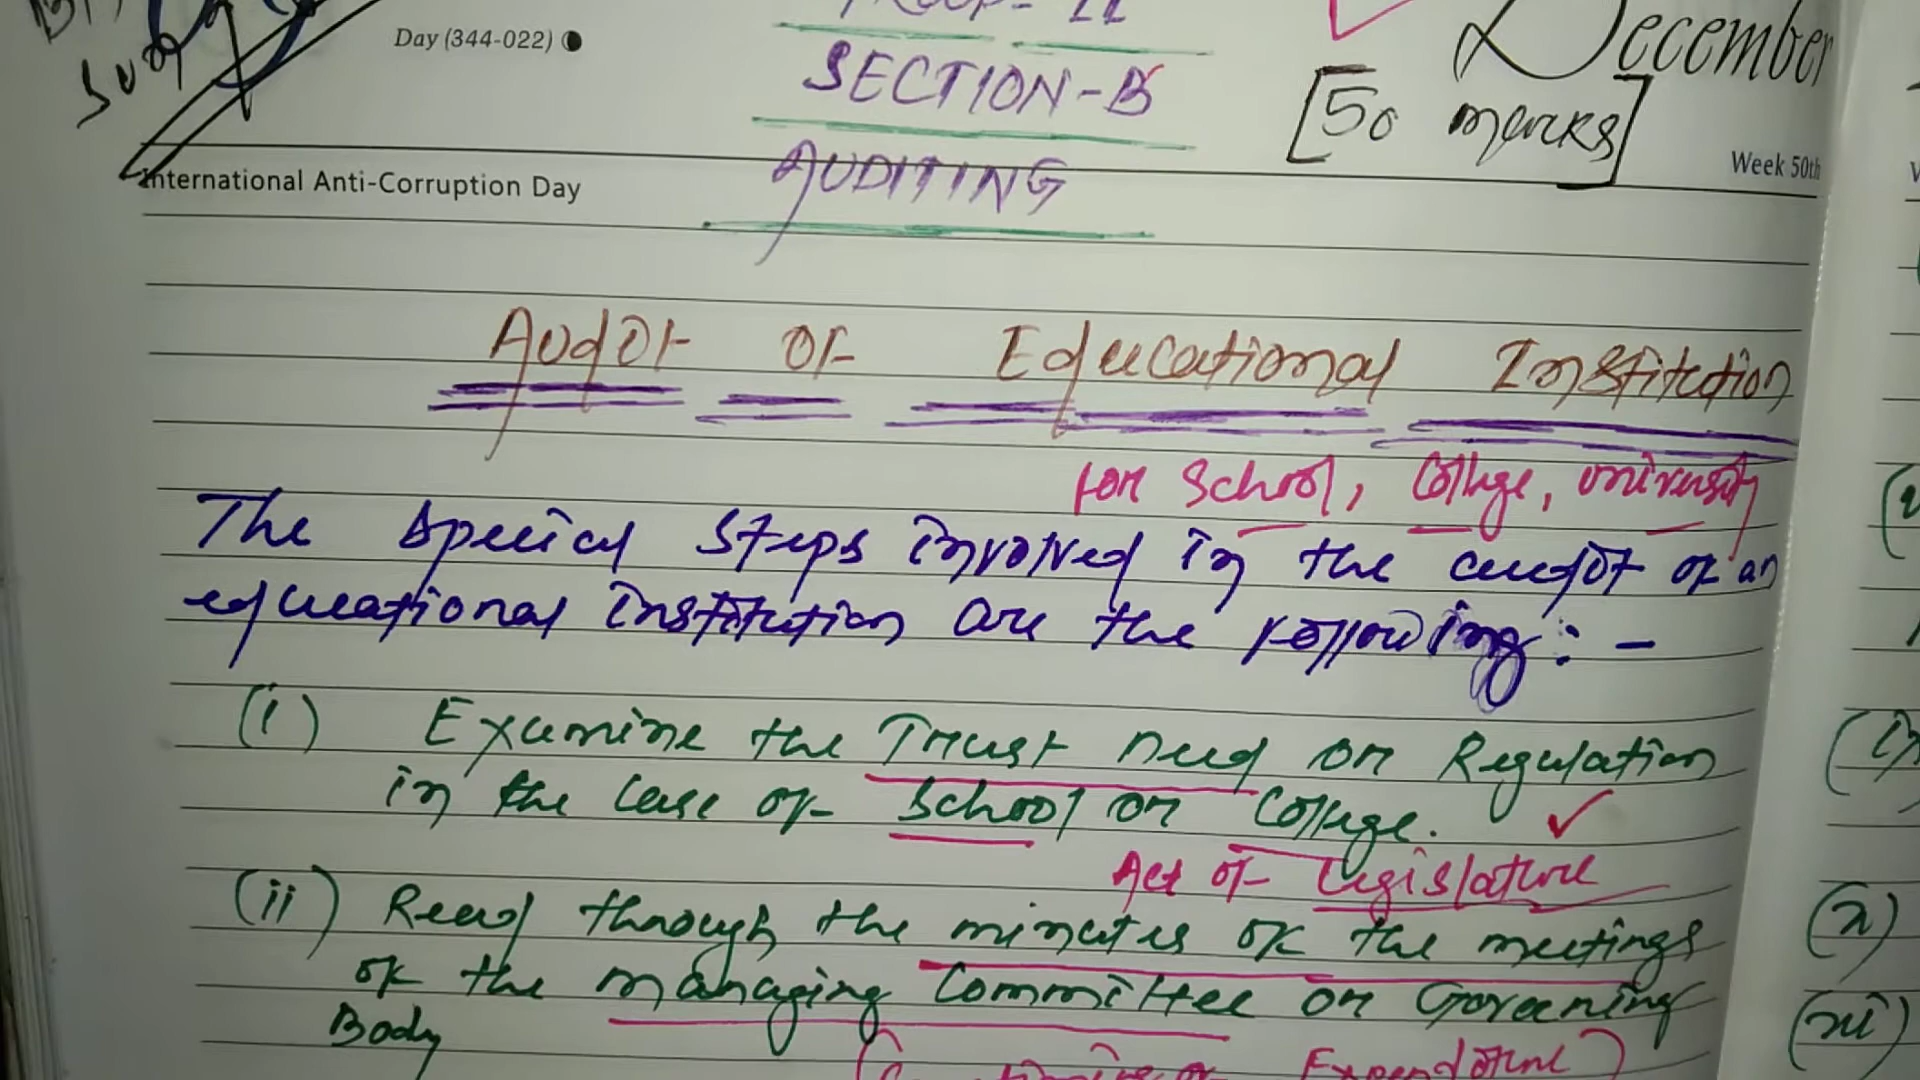 Day (344-022)
December
SECTION-B
[50 marks]
Week 50th
AUDITING
International Anti-Corruption Day
Audit of Educational Institution
for School, College, University
The Special Steps involved in the audit of an
educational institution are the following:-
(i) Examine the Trust Deed or Regulation
in the case of School or College.
Act of Legislature
(ii) Read through the minutes of the meetings
of the managing Committee or Governing
Body
Expenditure)
(x)
(xi)